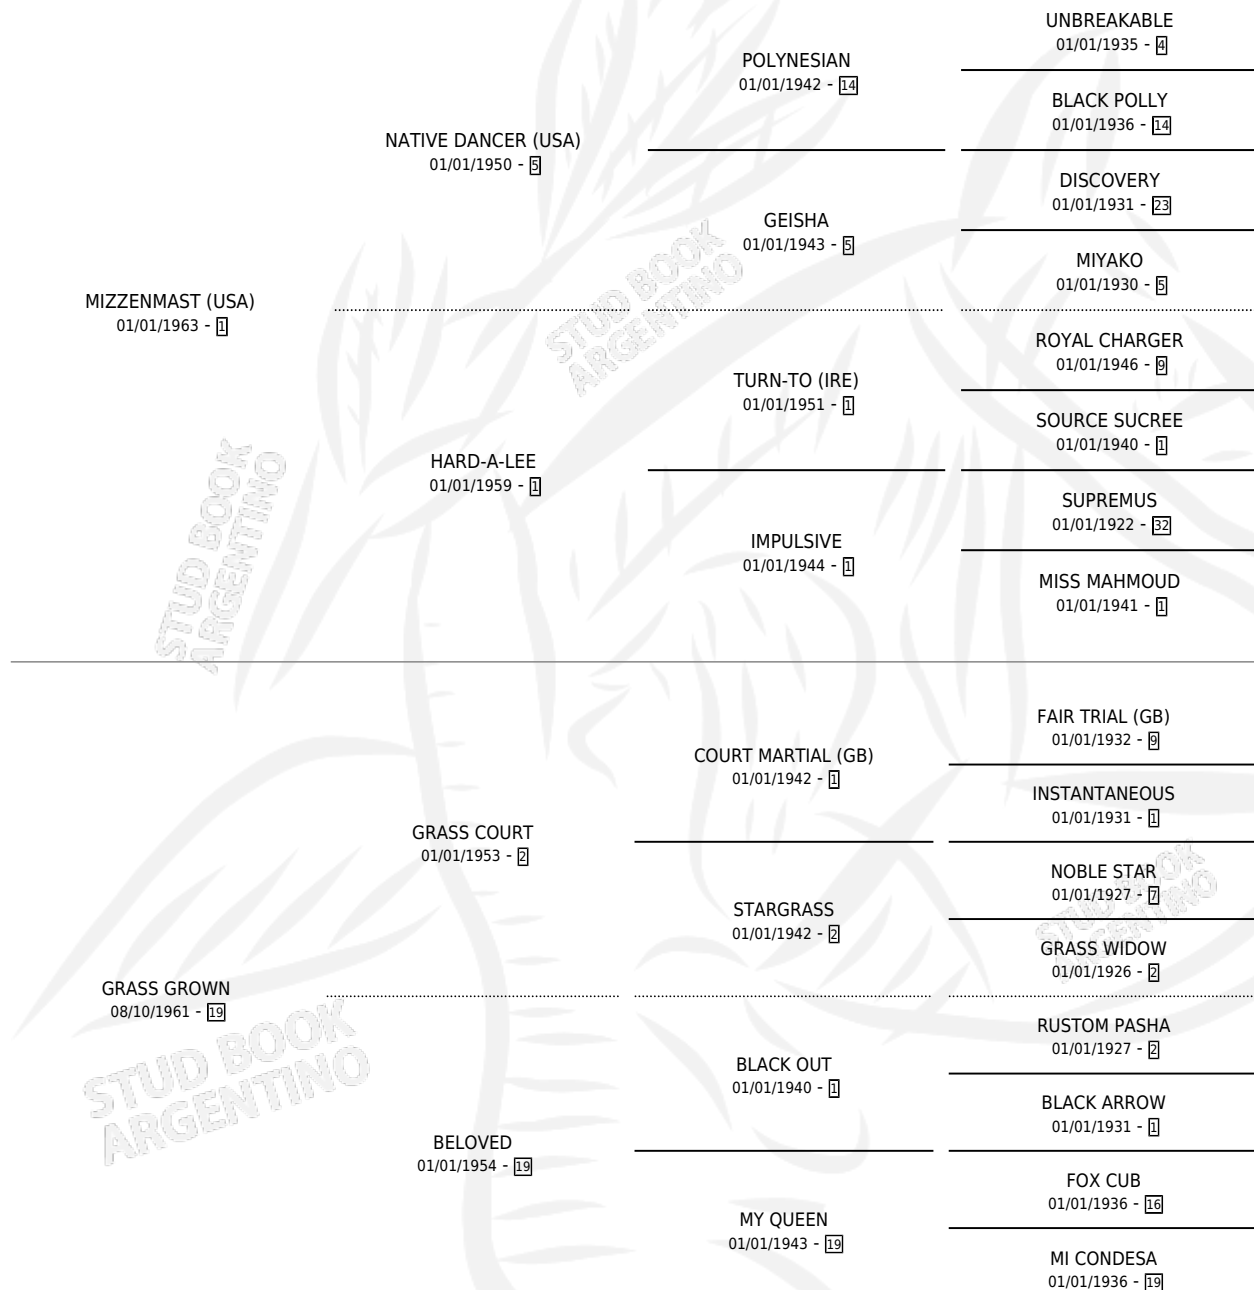 UNBREAKABLE
01/01/1935 - 4
POLYNESIAN
01/01/1942 - 14
BLACK POLLY
01/01/1936 - 14
NATIVE DANCER (USA)
01/01/1950 - 5
DISCOVERY
01/01/1931 - 23
GEISHA
01/01/1943 - 5
MIYAKO
01/01/1930 - 5
MIZZENMAST (USA)
01/01/1963 - 1
ROYAL CHARGER
01/01/1946 - 9
TURN-TO (IRE)
01/01/1951 - 1
SOURCE SUCREE
01/01/1940 - 1
HARD-A-LEE
01/01/1959 - 1
SUPREMUS
01/01/1922 - 32
IMPULSIVE
01/01/1944 - 1
MISS MAHMOUD
01/01/1941 - 1
FAIR TRIAL (GB)
01/01/1932 - 9
COURT MARTIAL (GB)
01/01/1942 - 1
INSTANTANEOUS
01/01/1931 - 1
GRASS COURT
01/01/1953 - 2
NOBLE STAR
01/01/1927 - 7
STARGRASS
01/01/1942 - 2
GRASS WIDOW
01/01/1926 - 2
GRASS GROWN
08/10/1961 - 19
RUSTOM PASHA
01/01/1927 - 2
BLACK OUT
01/01/1940 - 1
BLACK ARROW
01/01/1931 - 1
BELOVED
01/01/1954 - 19
FOX CUB
01/01/1936 - 16
MY QUEEN
01/01/1943 - 19
MI CONDESA
01/01/1936 - 19
STUD BOOK
ARGENTINO
STUD BOOK
ARGENTINO
STUD BOOK
ARGENTINO
STUD BOOK
ARGENTINO